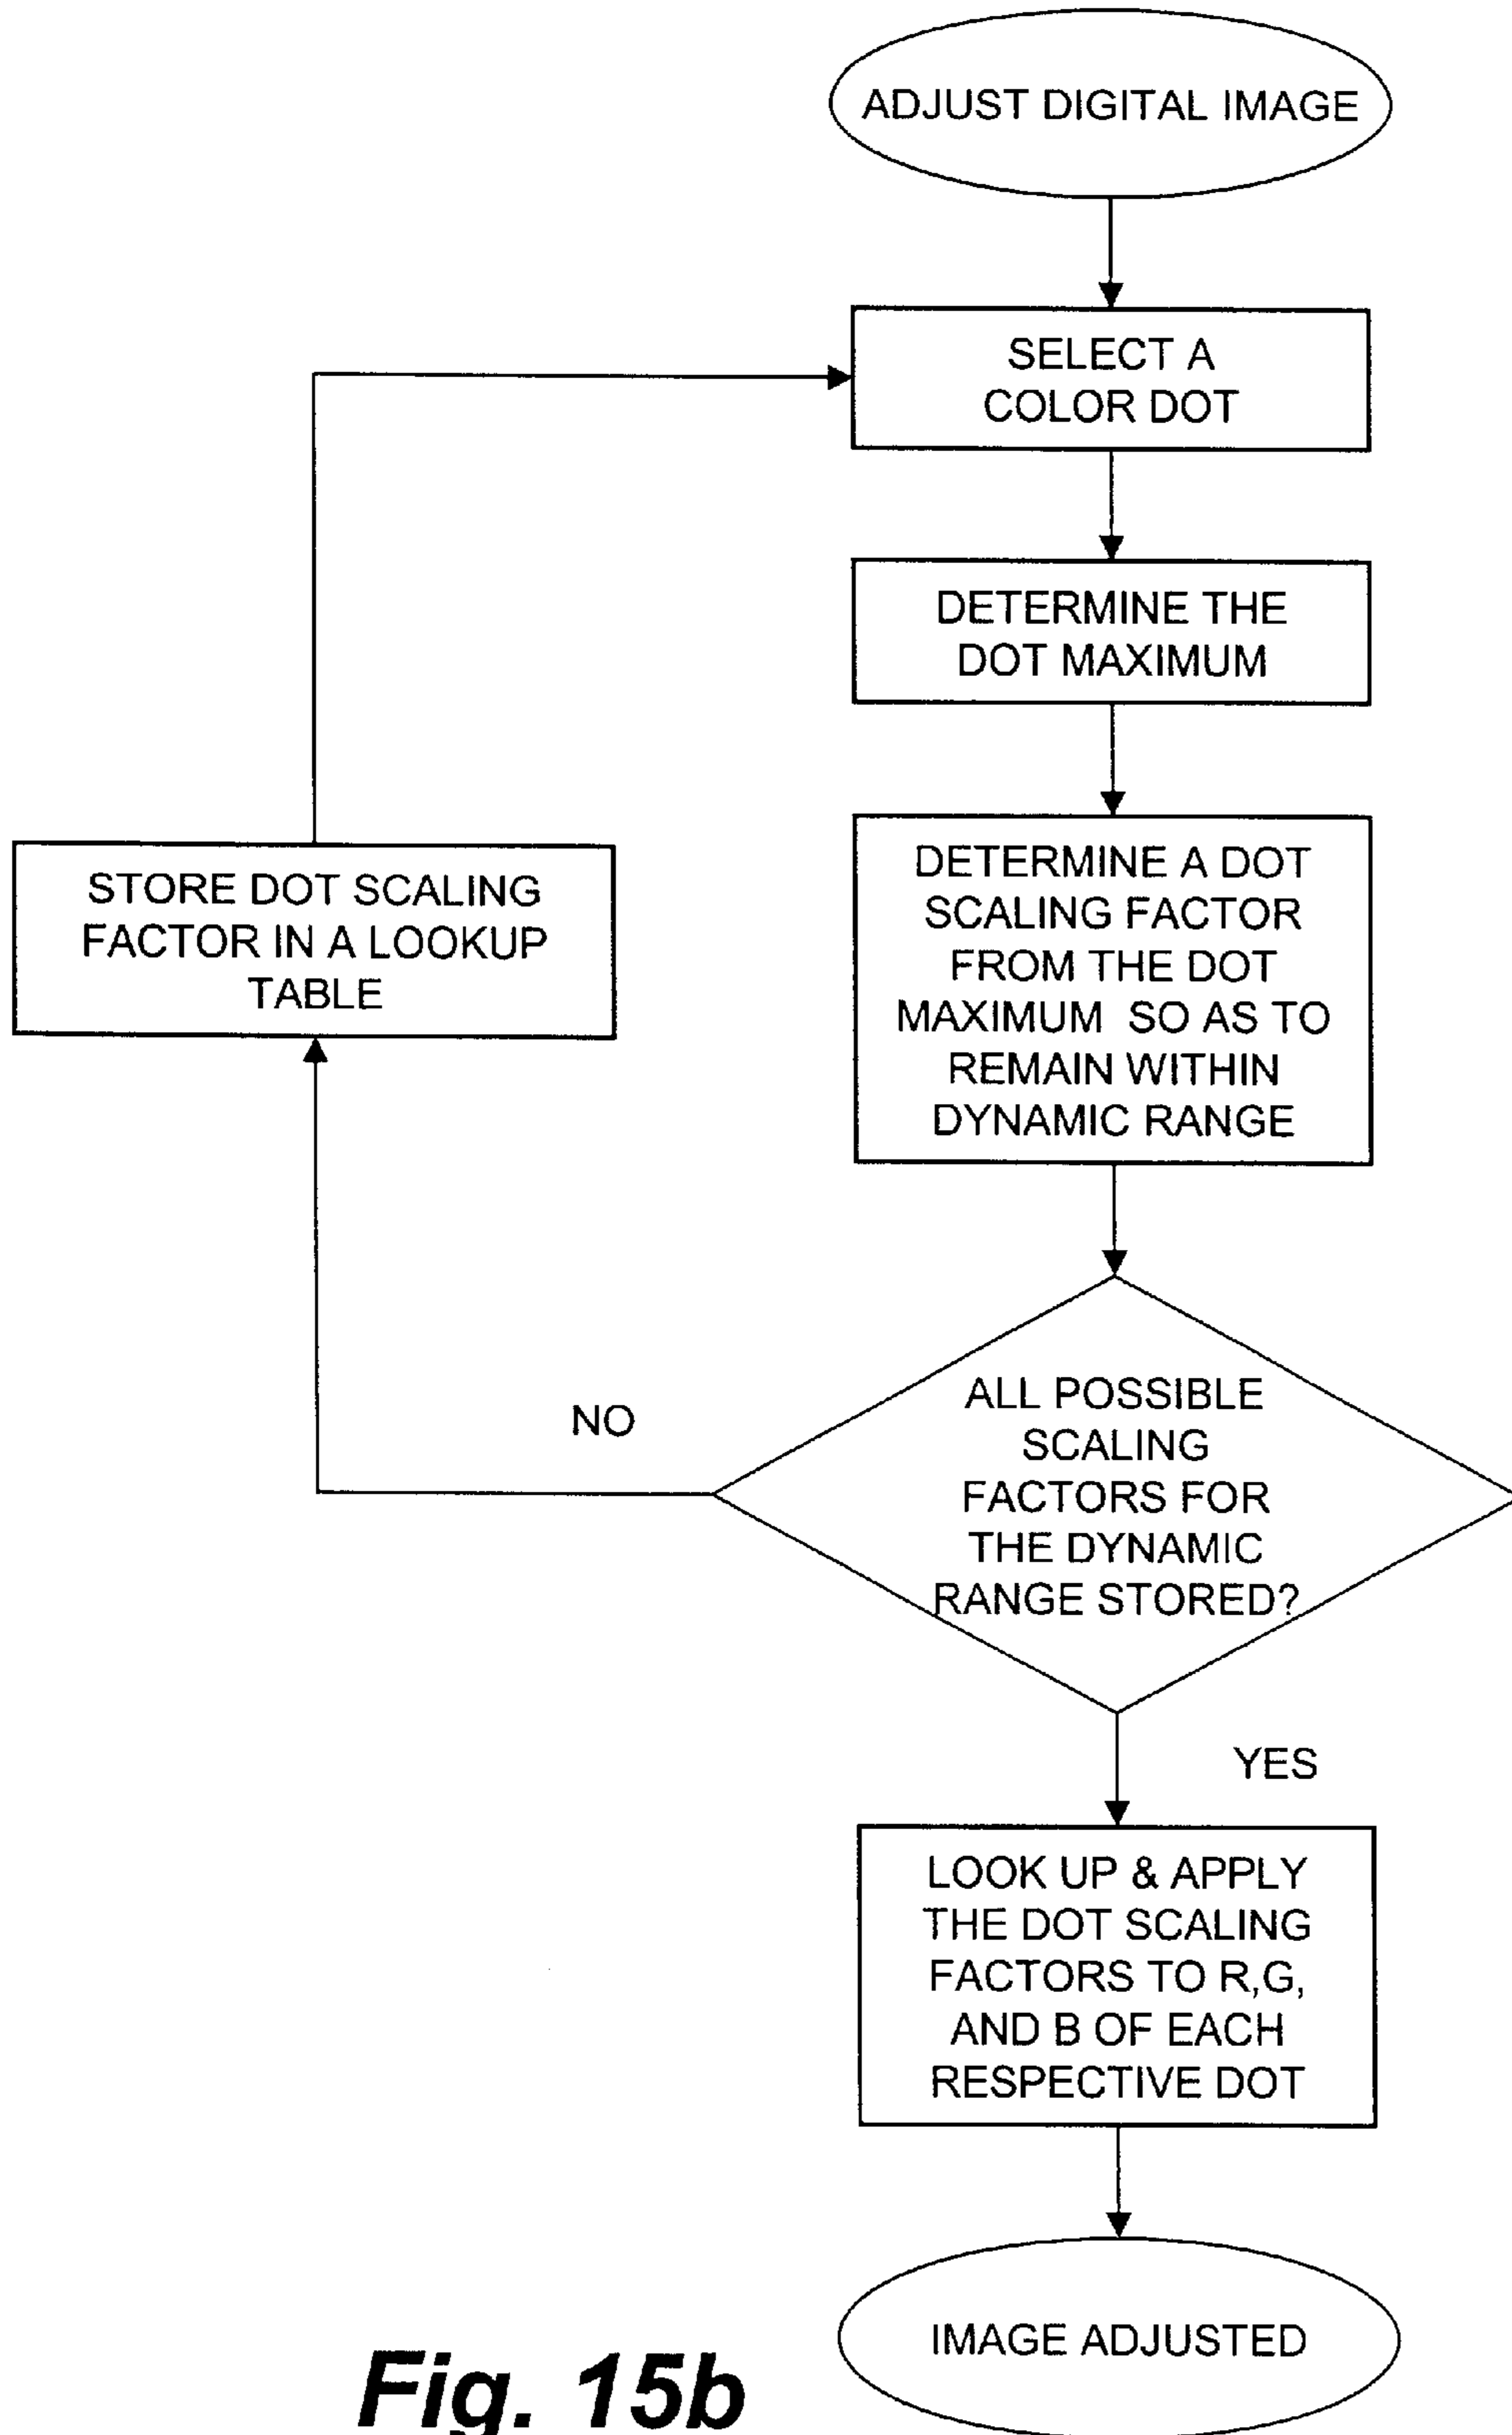 ADJUST DIGITAL IMAGE
SELECT A
COLOR DOT
DETERMINE THE
DOT MAXIMUM
DETERMINE A DOT
SCALING FACTOR
FROM THE DOT
MAXIMUM SO AS TO
REMAIN WITHIN
DYNAMIC RANGE
STORE DOT SCALING
FACTOR IN A LOOKUP
TABLE
NO
ALL POSSIBLE
SCALING
FACTORS FOR
THE DYNAMIC
RANGE STORED?
YES
LOOK UP & APPLY
THE DOT SCALING
FACTORS TO R,G,
AND B OF EACH
RESPECTIVE DOT
IMAGE ADJUSTED
Fig. 15b